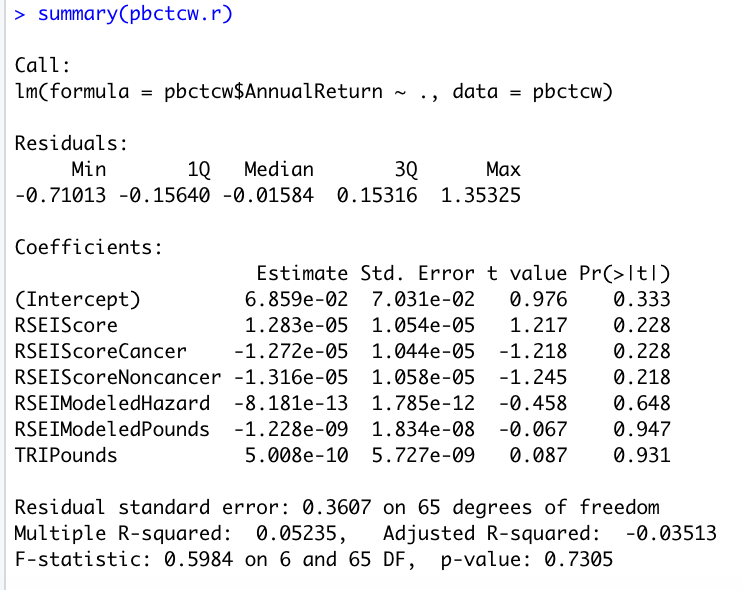 > summary(pbctcw.r)
Call:
lm(formula = pbctcw$AnnualReturn ~ ., data = pbctcw)
Residuals:
Min 1Q Median 3Q Max
-0.71013 -0.15640 -0.01584 0.15316 1.35325
Coefficients:
Estimate Std. Error t value Pr(>|t|)
(Intercept) 6.859e-02 7.031e-02 0.976 0.333
RSEIScore 1.283e-05 1.054e-05 1.217 0.228
RSEIScoreCancer -1.272e-05 1.044e-05 -1.218 0.228
RSEIScoreNoncancer -1.316e-05 1.058e-05 -1.245 0.218
RSEIModeledHazard -8.181e-13 1.785e-12 -0.458 0.648
RSEIModeledPounds -1.228e-09 1.834e-08 -0.067 0.947
TRIPounds 5.008e-10 5.727e-09 0.087 0.931
Residual standard error: 0.3607 on 65 degrees of freedom
Multiple R-squared: 0.05235, Adjusted R-squared: -0.03513
F-statistic: 0.5984 on 6 and 65 DF, p-value: 0.7305